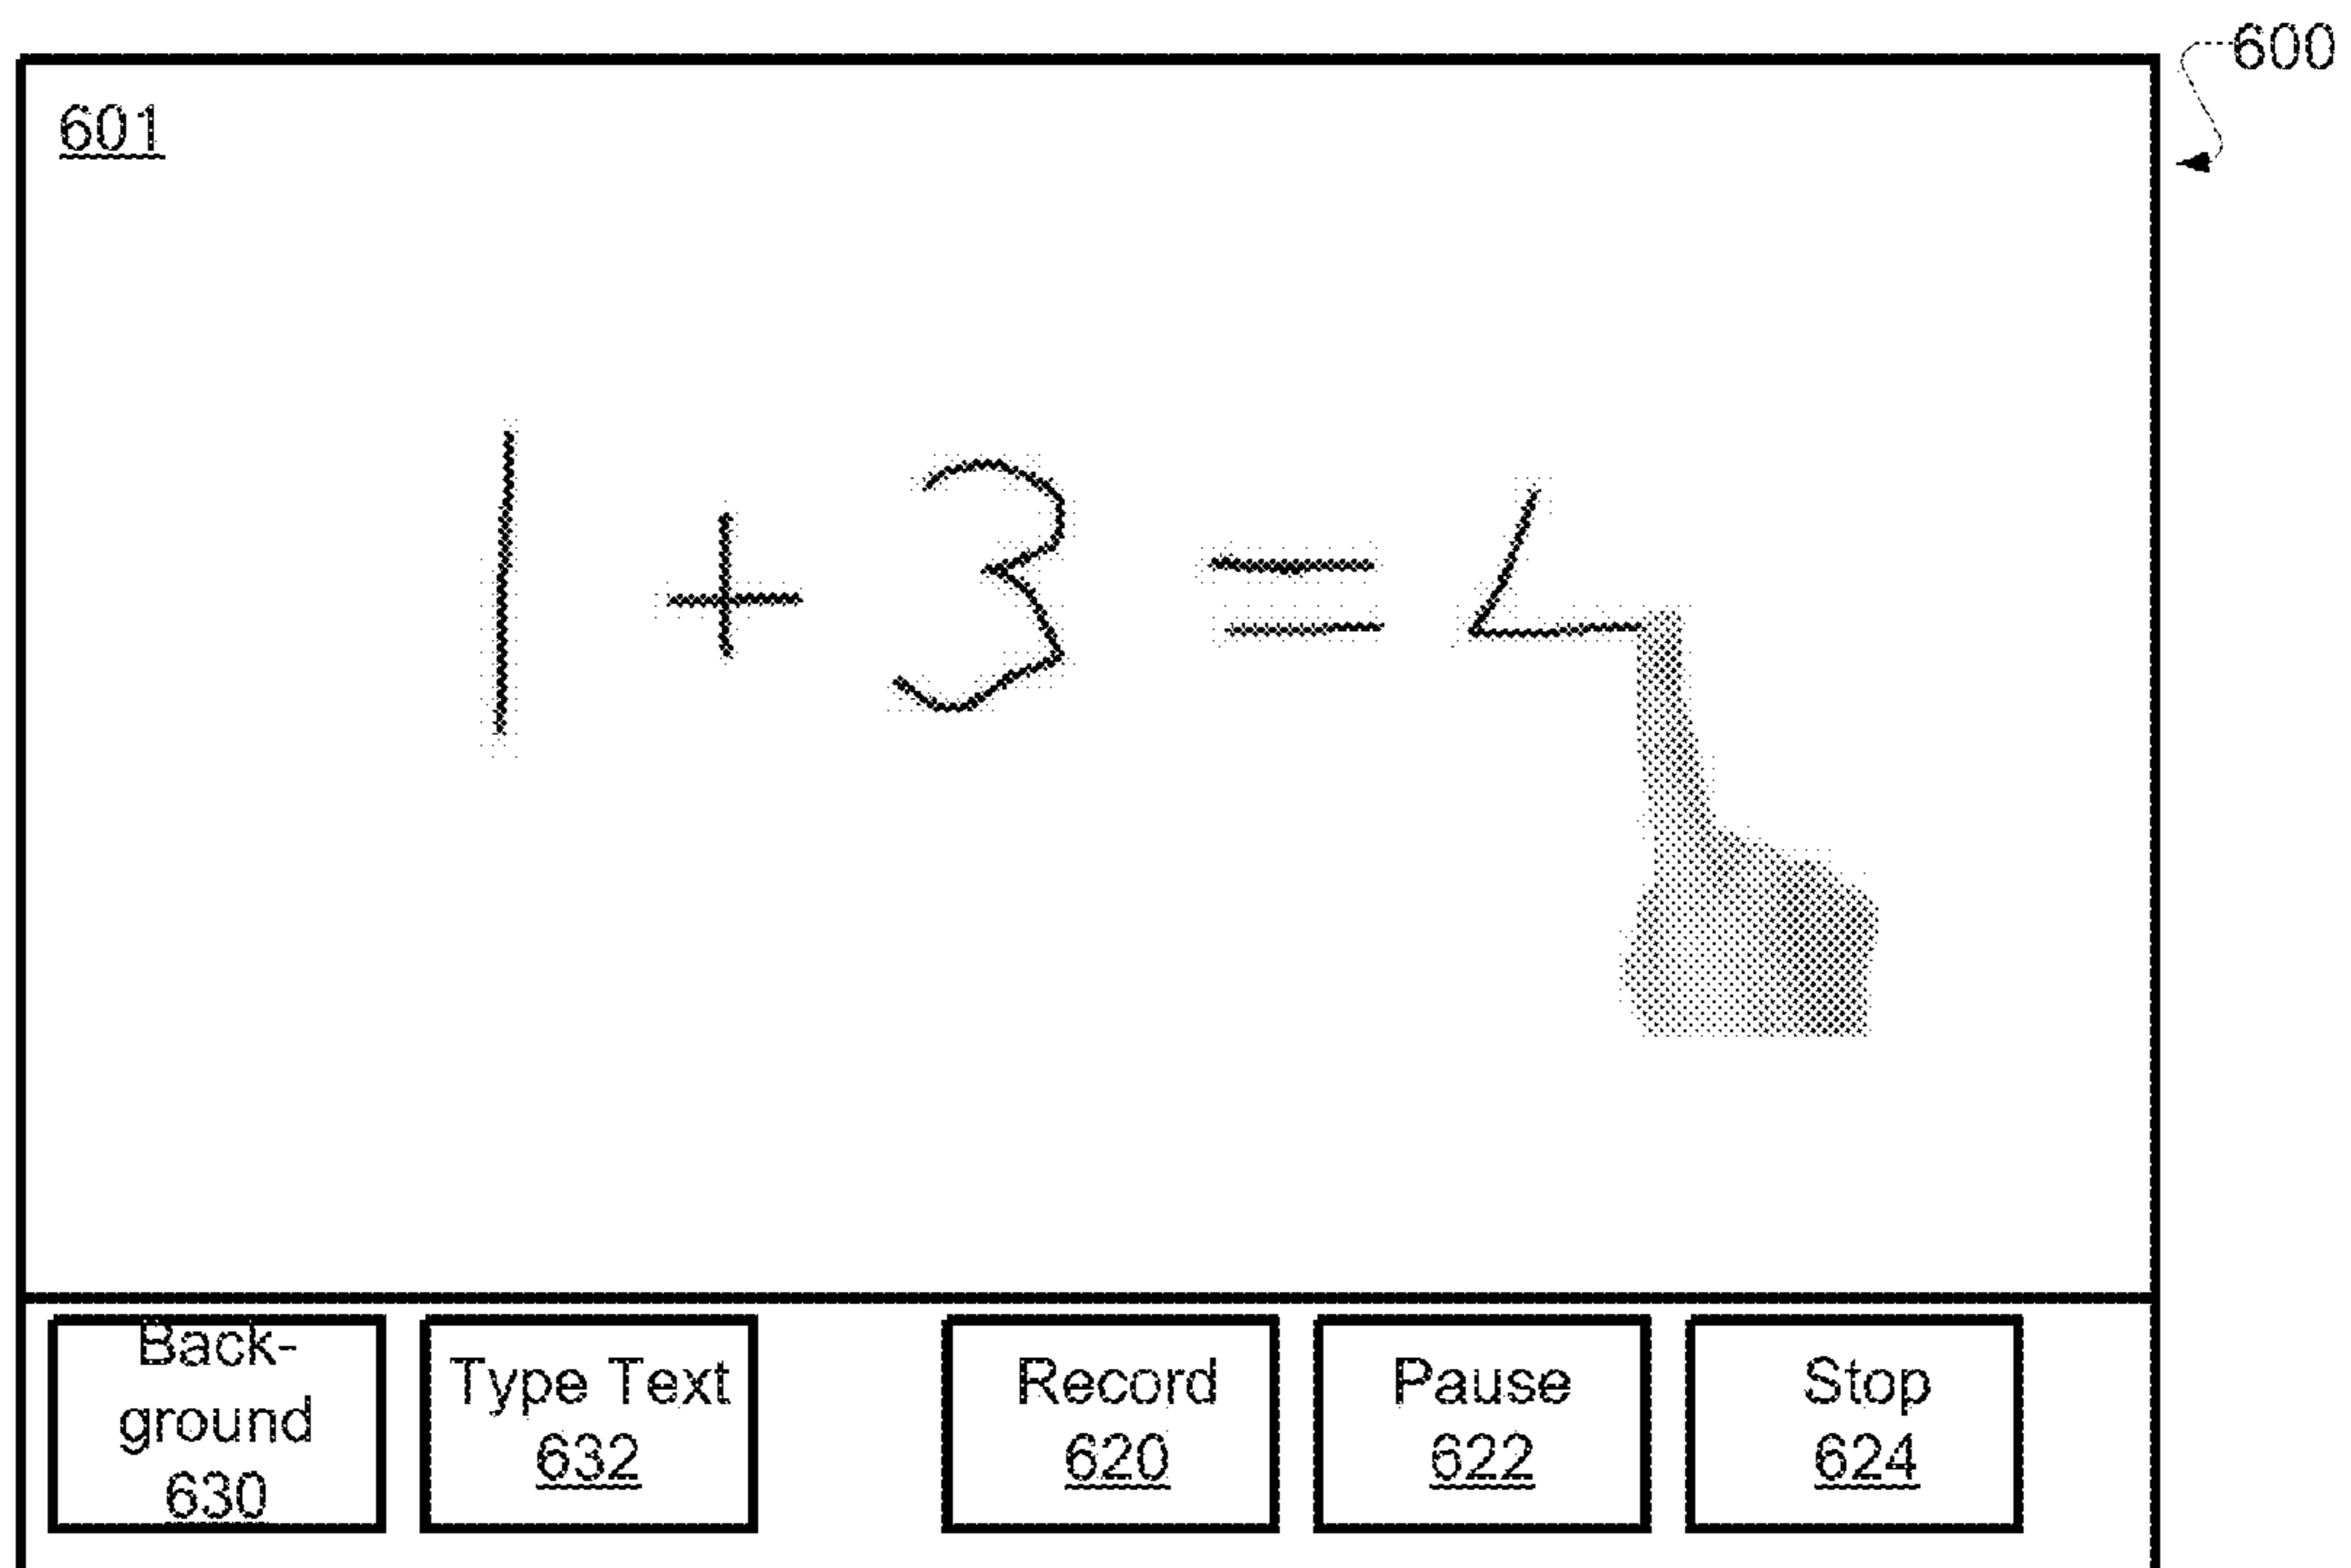 600
601
1 + 3 = 4
Back-
ground
630
Type Text
632
Record
620
Pause
622
Stop
624